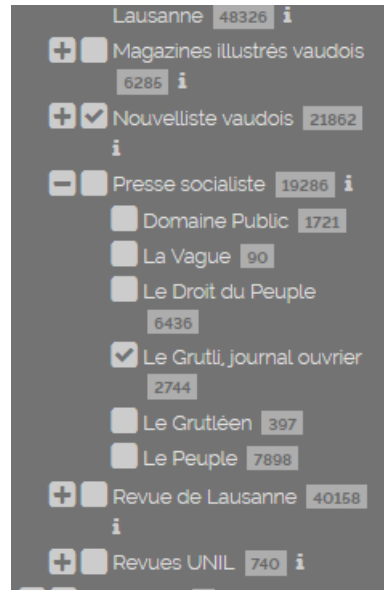 Lausanne 48326 i
Magazines illustrés vaudois
6285 i
Nouvelliste vaudois 21862
i
Presse socialiste 19286 i
Domaine Public 1721
La Vague 90
Le Droit du Peuple
6436
Le Grutli, journal ouvrier
2744
Le Grutléen 397
Le Peuple 7898
Revue de Lausanne 40158
i
Revues UNIL 740 i